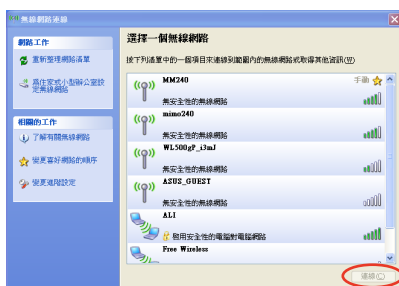 無線網路連線
網路工作
重新整理網路清單
為住家或小型辦公室設定無線網路
相關的工作
了解有關無線網路
變更喜好網路的順序
變更進階設定
選擇一個無線網路
按下列清單中的一個項目來連線到範圍內的無線網路或取得其他資訊(W)
MM240
手動
無安全性的無線網路
mimo240
無安全性的無線網路
WL500gP_i3mJ
無安全性的無線網路
ASUS_GUEST
無安全性的無線網路
ALI
啟用安全性的電腦對電腦網路
Free Wireless
連線(C)